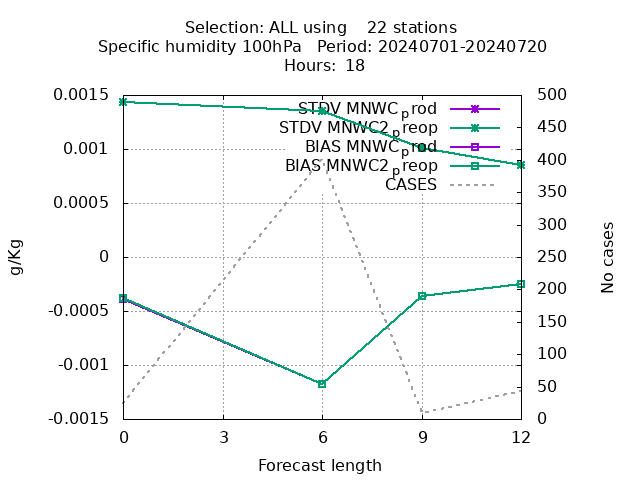 Selection: ALL using    22 stations
Specific humidity 100hPa   Period: 20240701-20240720
Hours: 18
0.0015
0.001
0.0005
0
-0.0005
-0.001
-0.0015
500
450
400
350
300
250
200
150
100
50
0
STDV MNWC_prod
STDV MNWC2_preop
BIAS MNWC_prod
BIAS MNWC2_preop
CASES
g/Kg
No cases
0 3 6 9 12
Forecast length